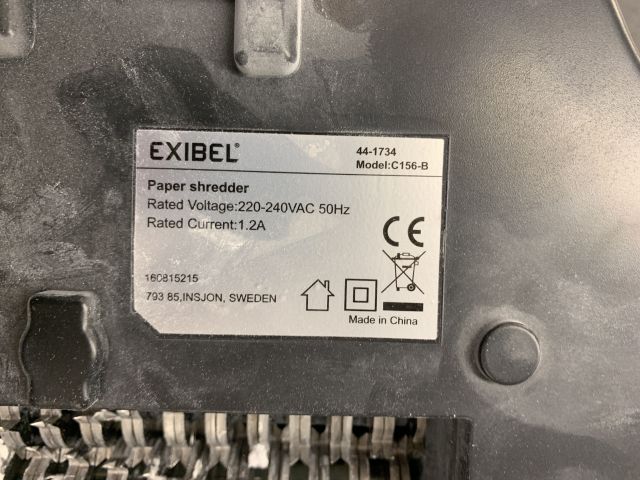 EXIBEL®
44-1734
Model:C156-B
Paper shredder
Rated Voltage:220-240VAC 50Hz
Rated Current:1.2A
CE
160815215
793 85,INSJON, SWEDEN
Made in China